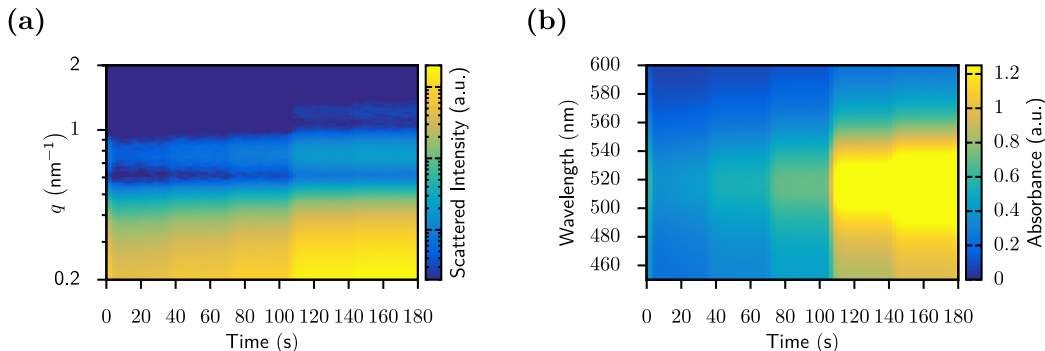 (a)
2
1
0.2
q (nm⁻¹)
0 20 40 60 80 100 120 140 160 180
Time (s)
Scattered Intensity (a.u.)
(b)
600
580
560
540
520
500
480
460
Wavelength (nm)
0 20 40 60 80 100 120 140 160 180
Time (s)
1.2
1
0.8
0.6
0.4
0.2
0
Absorbance (a.u.)